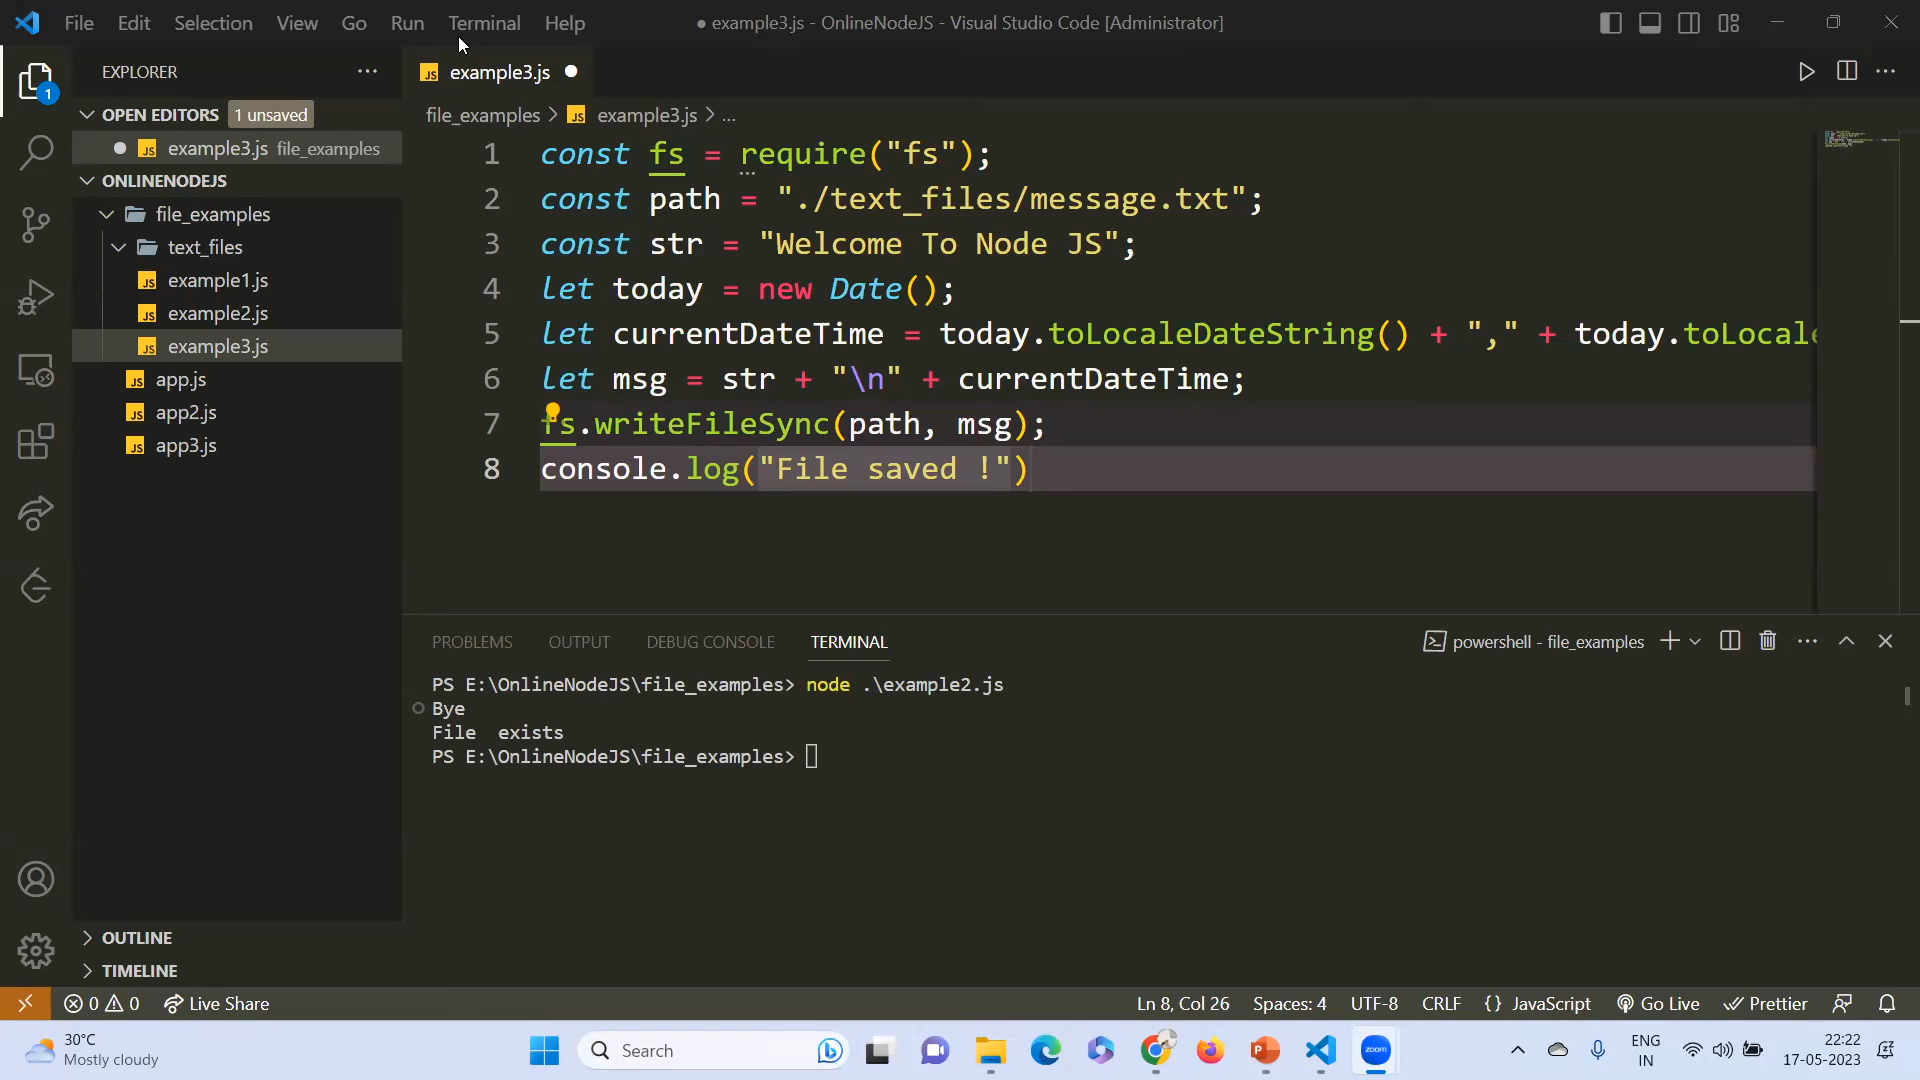 File Edit Selection View Go Run Terminal Help ● example3.js - OnlineNodeJS - Visual Studio Code [Administrator]
EXPLORER
OPEN EDITORS 1 unsaved
example3.js file_examples
ONLINENODEJS
file_examples
text_files
example1.js
example2.js
example3.js
app.js
app2.js
app3.js
OUTLINE
TIMELINE
1
JS example3.js
file_examples > JS example3.js > ...
1 const fs = require("fs");
2 const path = "./text_files/message.txt";
3 const str = "Welcome To Node JS";
4 let today = new Date();
5 let currentDateTime = today.toLocaleDateString() + "," + today.toLocale
6 let msg = str + "\n" + currentDateTime;
7 fs.writeFileSync(path, msg);
8 console.log("File saved !")
PROBLEMS OUTPUT DEBUG CONSOLE TERMINAL powershell - file_examples
PS E:\OnlineNodeJS\file_examples> node .\example2.js
Bye
File  exists
PS E:\OnlineNodeJS\file_examples>
0 0 Live Share Ln 8, Col 26 Spaces: 4 UTF-8 CRLF {} JavaScript Go Live Prettier
30°C
Mostly cloudy
Search
zoom
ENG
IN
22:22
17-05-2023